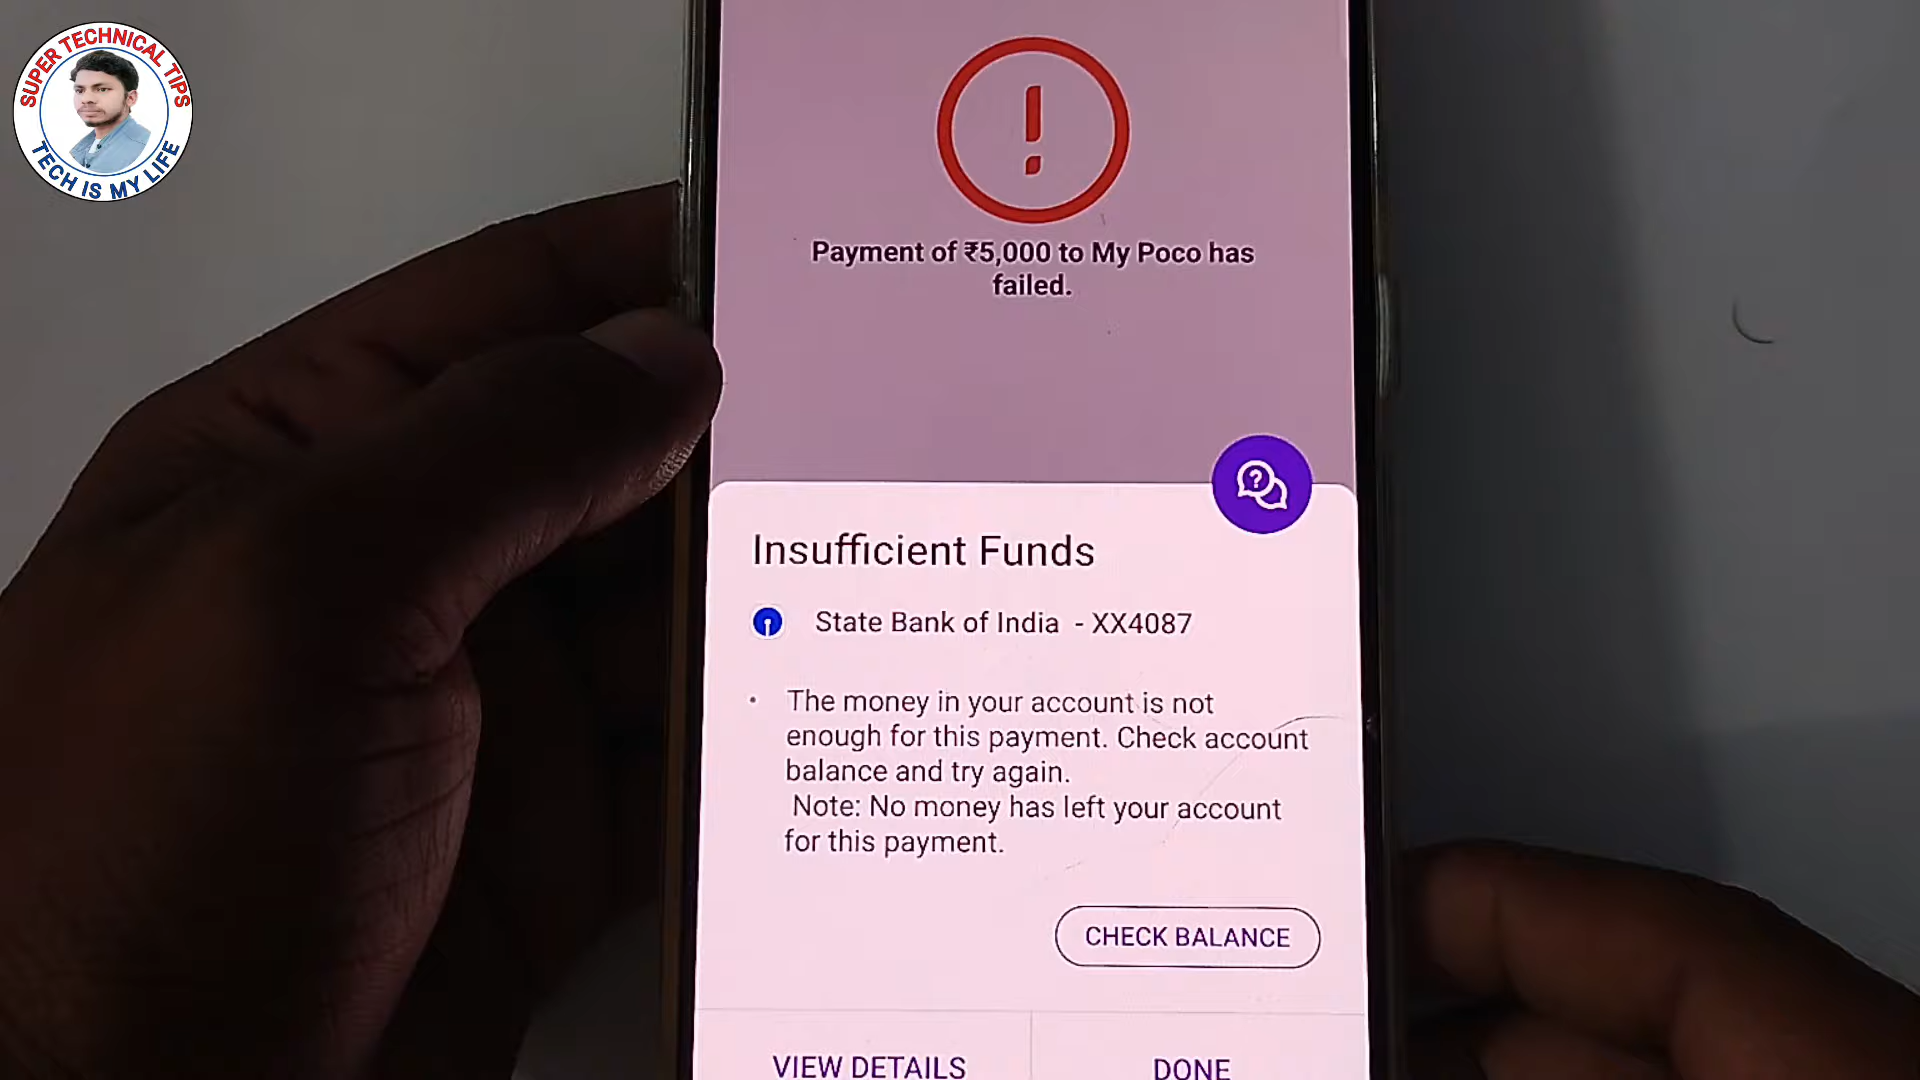 SUPER TECHNICAL TIPS
TECH IS MY LIFE
Payment of ₹5,000 to My Poco has
failed.
?
Insufficient Funds
State Bank of India - XX4087
• The money in your account is not
enough for this payment. Check account
balance and try again.
Note: No money has left your account
for this payment.
CHECK BALANCE
VIEW DETAILS
DONE